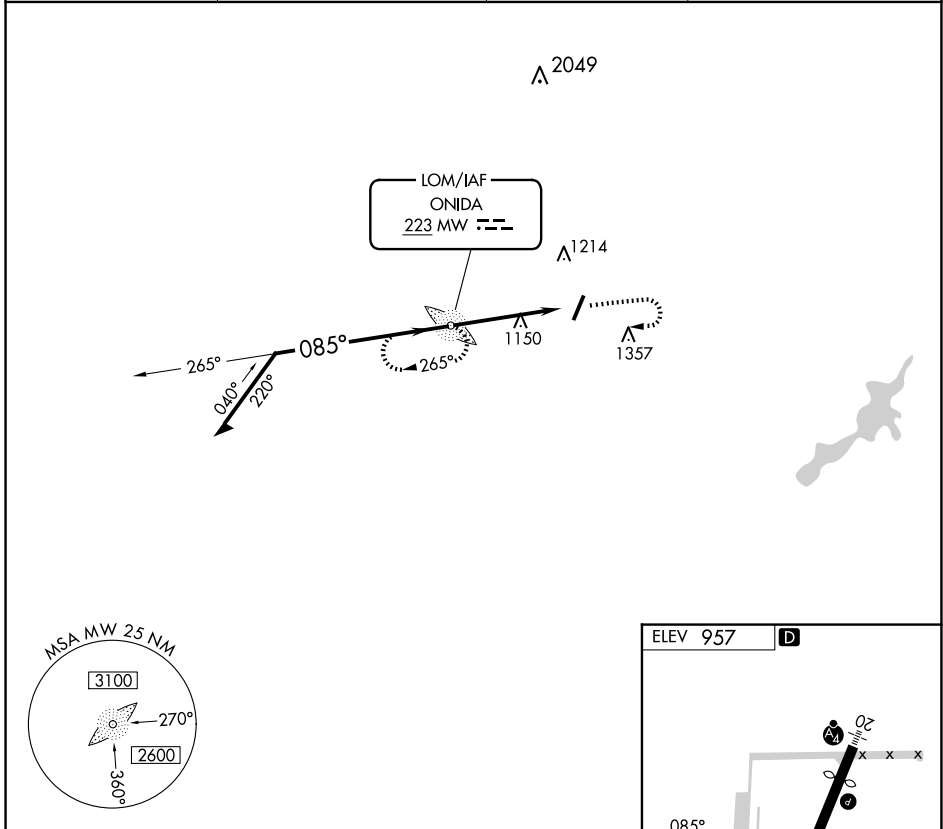 2049
LOM/IAF
ONIDA
223 MW
1214
1150
1357
085°
265°
265°
040°
220°
MSA MW 25 NM
3100
270°
2600
360°
ELEV 957 D
20
A4
X X X
P
085°